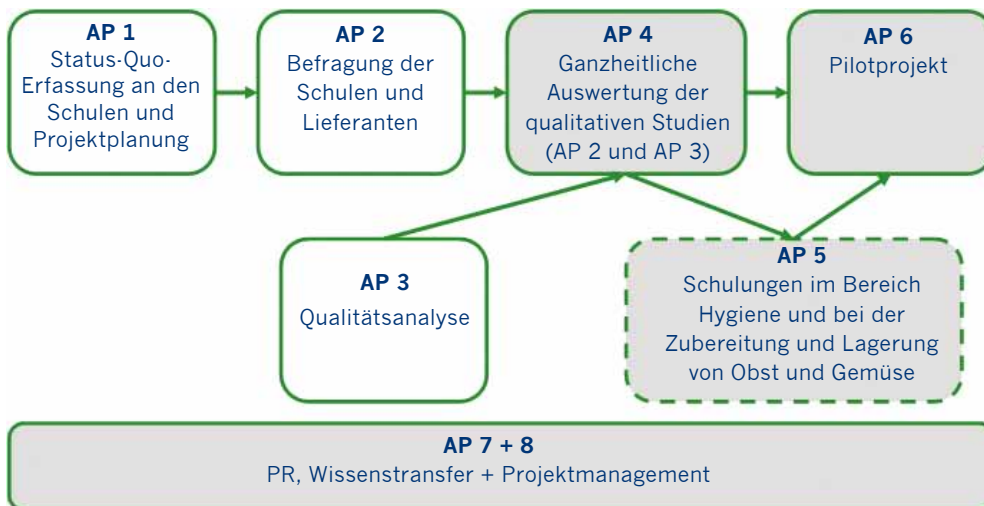 AP 1
Status-Quo-
Erfassung an den
Schulen und
Projektplanung
AP 2
Befragung der
Schulen und
Lieferanten
AP 4
Ganzheitliche
Auswertung der
qualitativen Studien
(AP 2 und AP 3)
AP 6
Pilotprojekt
AP 3
Qualitätsanalyse
AP 5
Schulungen im Bereich
Hygiene und bei der
Zubereitung und Lagerung
von Obst und Gemüse
AP 7 + 8
PR, Wissenstransfer + Projektmanagement